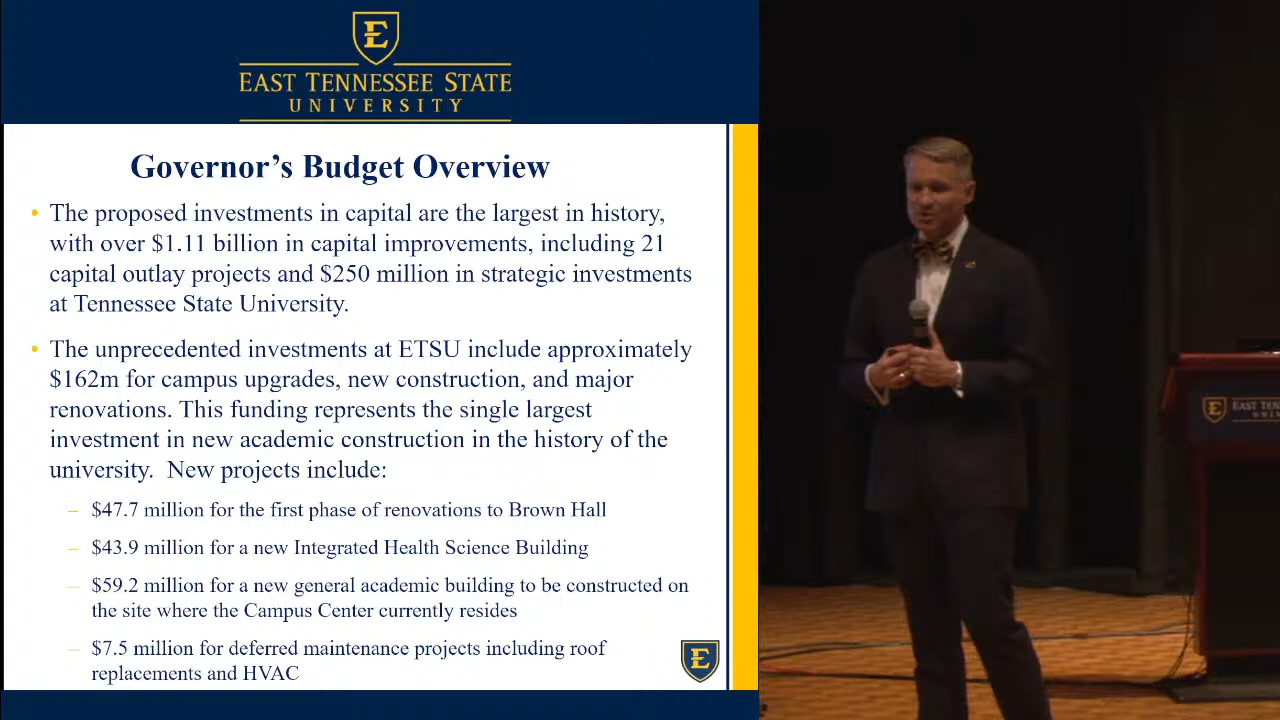 E
EAST TENNESSEE STATE
UNIVERSITY
Governor's Budget Overview
• The proposed investments in capital are the largest in history,
with over $1.11 billion in capital improvements, including 21
capital outlay projects and $250 million in strategic investments
at Tennessee State University.
• The unprecedented investments at ETSU include approximately
$162m for campus upgrades, new construction, and major
renovations. This funding represents the single largest
investment in new academic construction in the history of the
university.  New projects include:
– $47.7 million for the first phase of renovations to Brown Hall
– $43.9 million for a new Integrated Health Science Building
– $59.2 million for a new general academic building to be constructed on
the site where the Campus Center currently resides
– $7.5 million for deferred maintenance projects including roof
replacements and HVAC
E
E
EAST TEN
UNIV